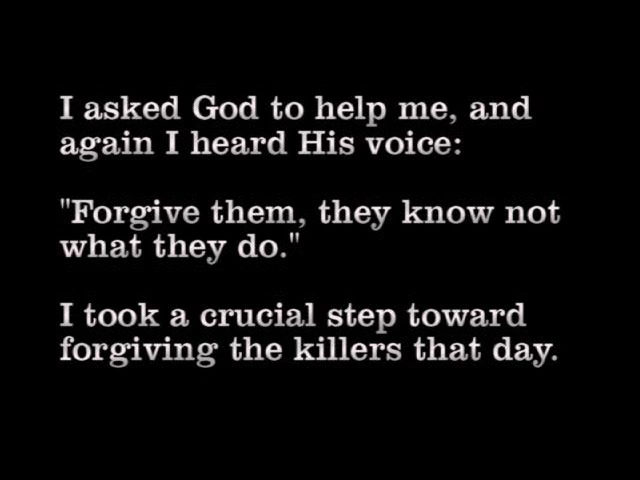 I asked God to help me, and
again I heard His voice:
"Forgive them, they know not
what they do."
I took a crucial step toward
forgiving the killers that day.